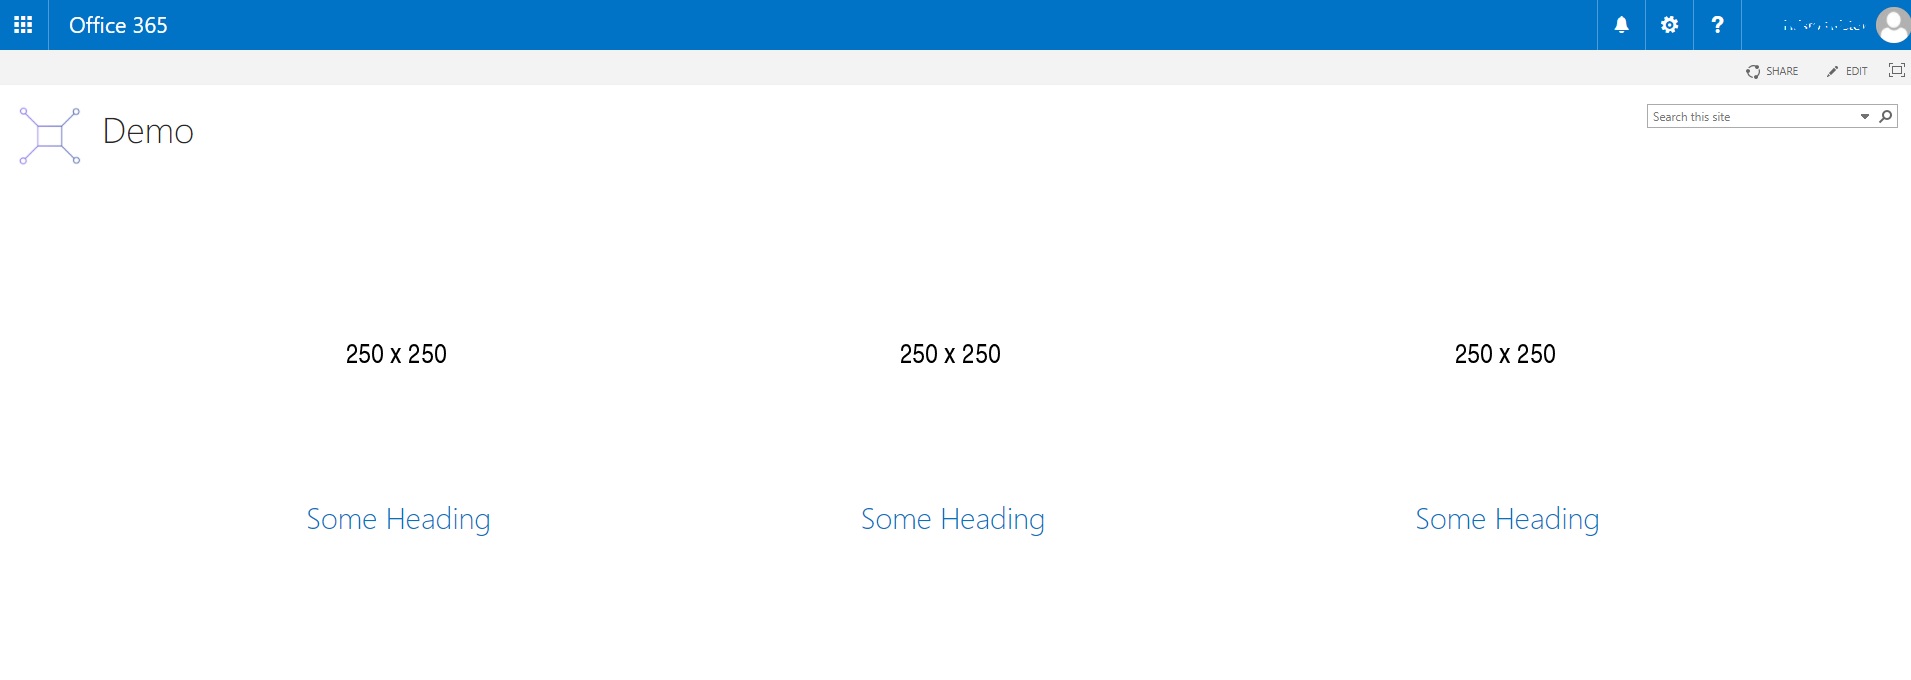 Office 365
?
SHARE EDIT
Demo
Search this site
250 x 250 250 x 250 250 x 250
Some Heading Some Heading Some Heading